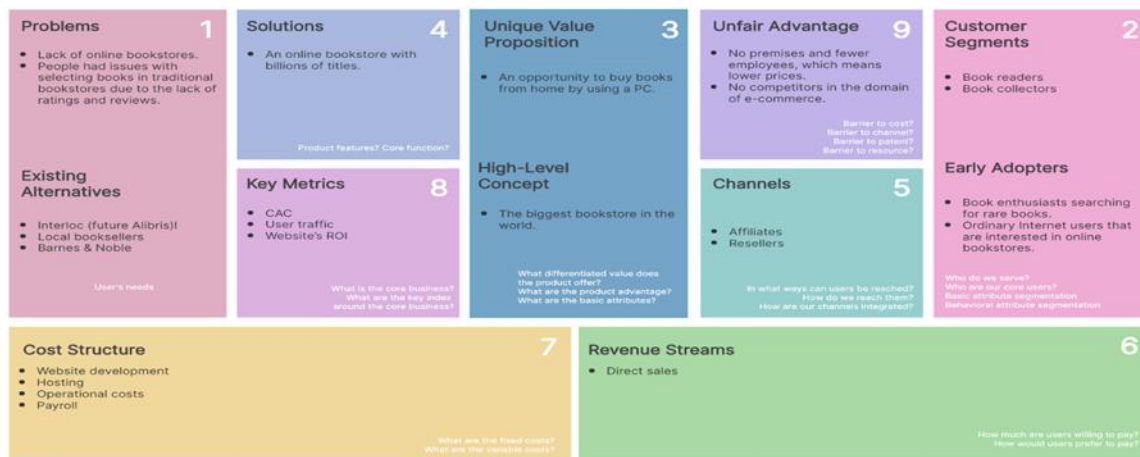 Problems
1
Lack of online bookstores.
People had issues with
selecting books in traditional
bookstores due to the lack of
ratings and reviews.
Existing
Alternatives
Interloc (future Alibris)l
Local booksellers
Barnes & Noble
User's needs
Solutions
4
An online bookstore with
billions of titles.
Product features? Core function?
Key Metrics
8
CAC
User traffic
Website's ROI
What is the core business?
What are the key index
around the core business?
Unique Value
Proposition
3
An opportunity to buy books
from home by using a PC.
High-Level
Concept
The biggest bookstore in the
world.
What differentiated value does
the product offer?
What are the product advantage?
What are the basic attributes?
Unfair Advantage
9
No premises and fewer
employees, which means
lower prices.
No competitors in the domain
of e-commerce.
Barrier to cost?
Barrier to channel?
Barrier to patent?
Barrier to resource?
Channels
5
Affiliates
Resellers
In what ways can users be reached?
How do we reach them?
How are our channels integrated?
Customer
Segments
2
Book readers
Book collectors
Early Adopters
Book enthusiasts searching
for rare books.
Ordinary Internet users that
are interested in online
bookstores.
Who do we serve?
Who are our core users?
Basic attribute segmentation
Behavioral attribute segmentation
Cost Structure
7
Website development
Hosting
Operational costs
Payroll
What are the fixed costs?
What are the variable costs?
Revenue Streams
6
Direct sales
How much are users willing to pay?
How would users prefer to pay?